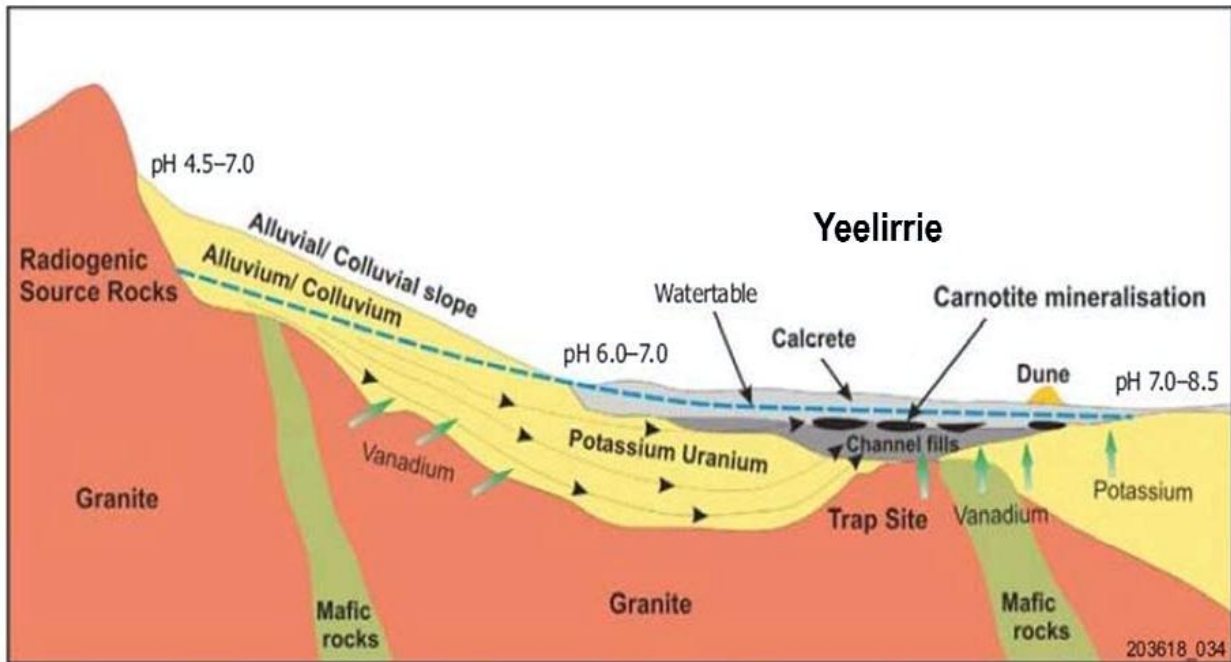 pH 4.5–7.0
Radiogenic
Source Rocks
Alluvial/ Colluvial slope
Alluvium/ Colluvium
Yeelirrie
Watertable
Carnotite mineralisation
Calcrete
pH 6.0–7.0
Dune
pH 7.0–8.5
Potassium Uranium
Channel fills
Vanadium
Potassium
Granite
Trap Site
Vanadium
Mafic
rocks
Granite
Mafic
rocks
203618_034